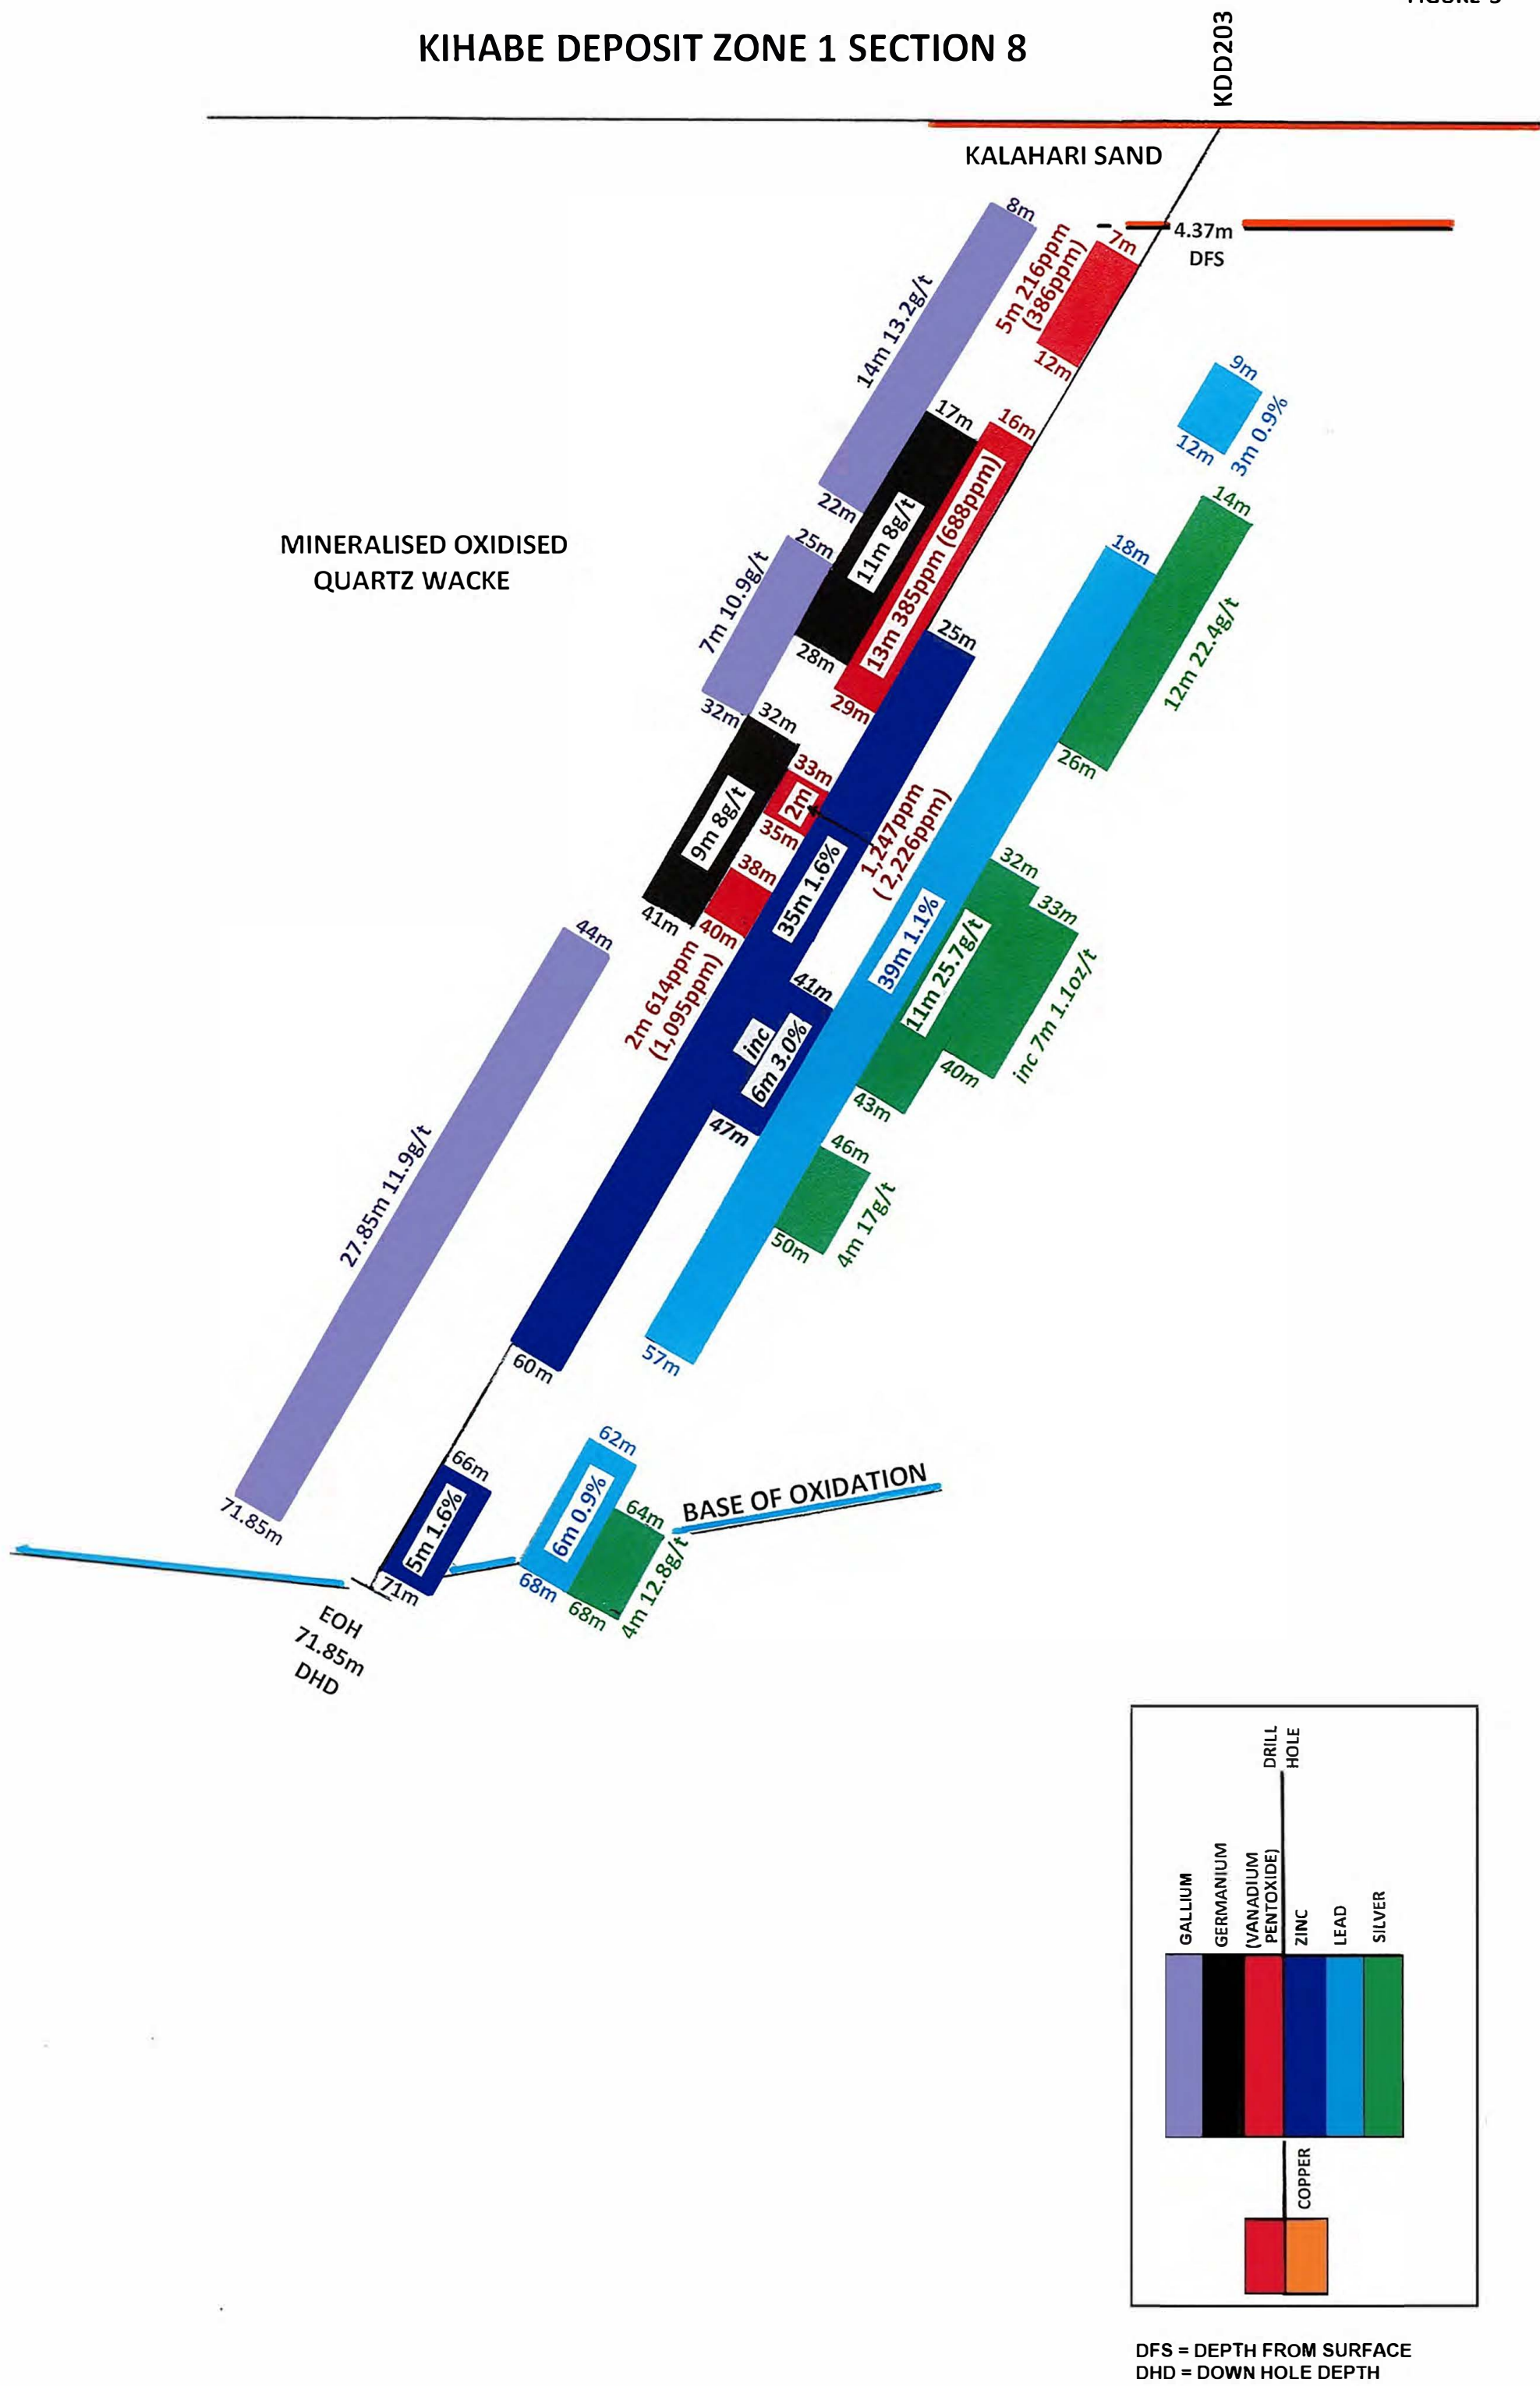 KIHABE DEPOSIT ZONE 1 SECTION 8
KDD203
KALAHARI SAND
4.37m
DFS
8m
14m 13.2g/t
22m
7m
5m 216ppm
(386ppm)
12m
9m
12m
3m 0.9%
17m
11m 8g/t
28m
16m
13m 385ppm (688ppm)
29m
14m
12m 22.4g/t
26m
MINERALISED OXIDISED
QUARTZ WACKE
25m
7m 10.9g/t
32m
25m
35m 1.6%
60m
18m
39m 1.1%
57m
32m
9m 8g/t
41m
33m
2m
35m
1,247ppm
(2,226ppm)
38m
40m
2m 614ppm
(1,095ppm)
41m
inc
6m 3.0%
47m
32m
11m 25.7g/t
43m
33m
40m
inc 7m 1.1oz/t
46m
50m
4m 17g/t
44m
27.85m 11.9g/t
71.85m
66m
5m 1.6%
71m
62m
6m 0.9%
68m
64m
68m
4m 12.8g/t
BASE OF OXIDATION
EOH
71.85m
DHD
DRILL
HOLE
GALLIUM
GERMANIUM
(VANADIUM
PENTOXIDE)
ZINC
LEAD
SILVER
COPPER
DFS = DEPTH FROM SURFACE
DHD = DOWN HOLE DEPTH